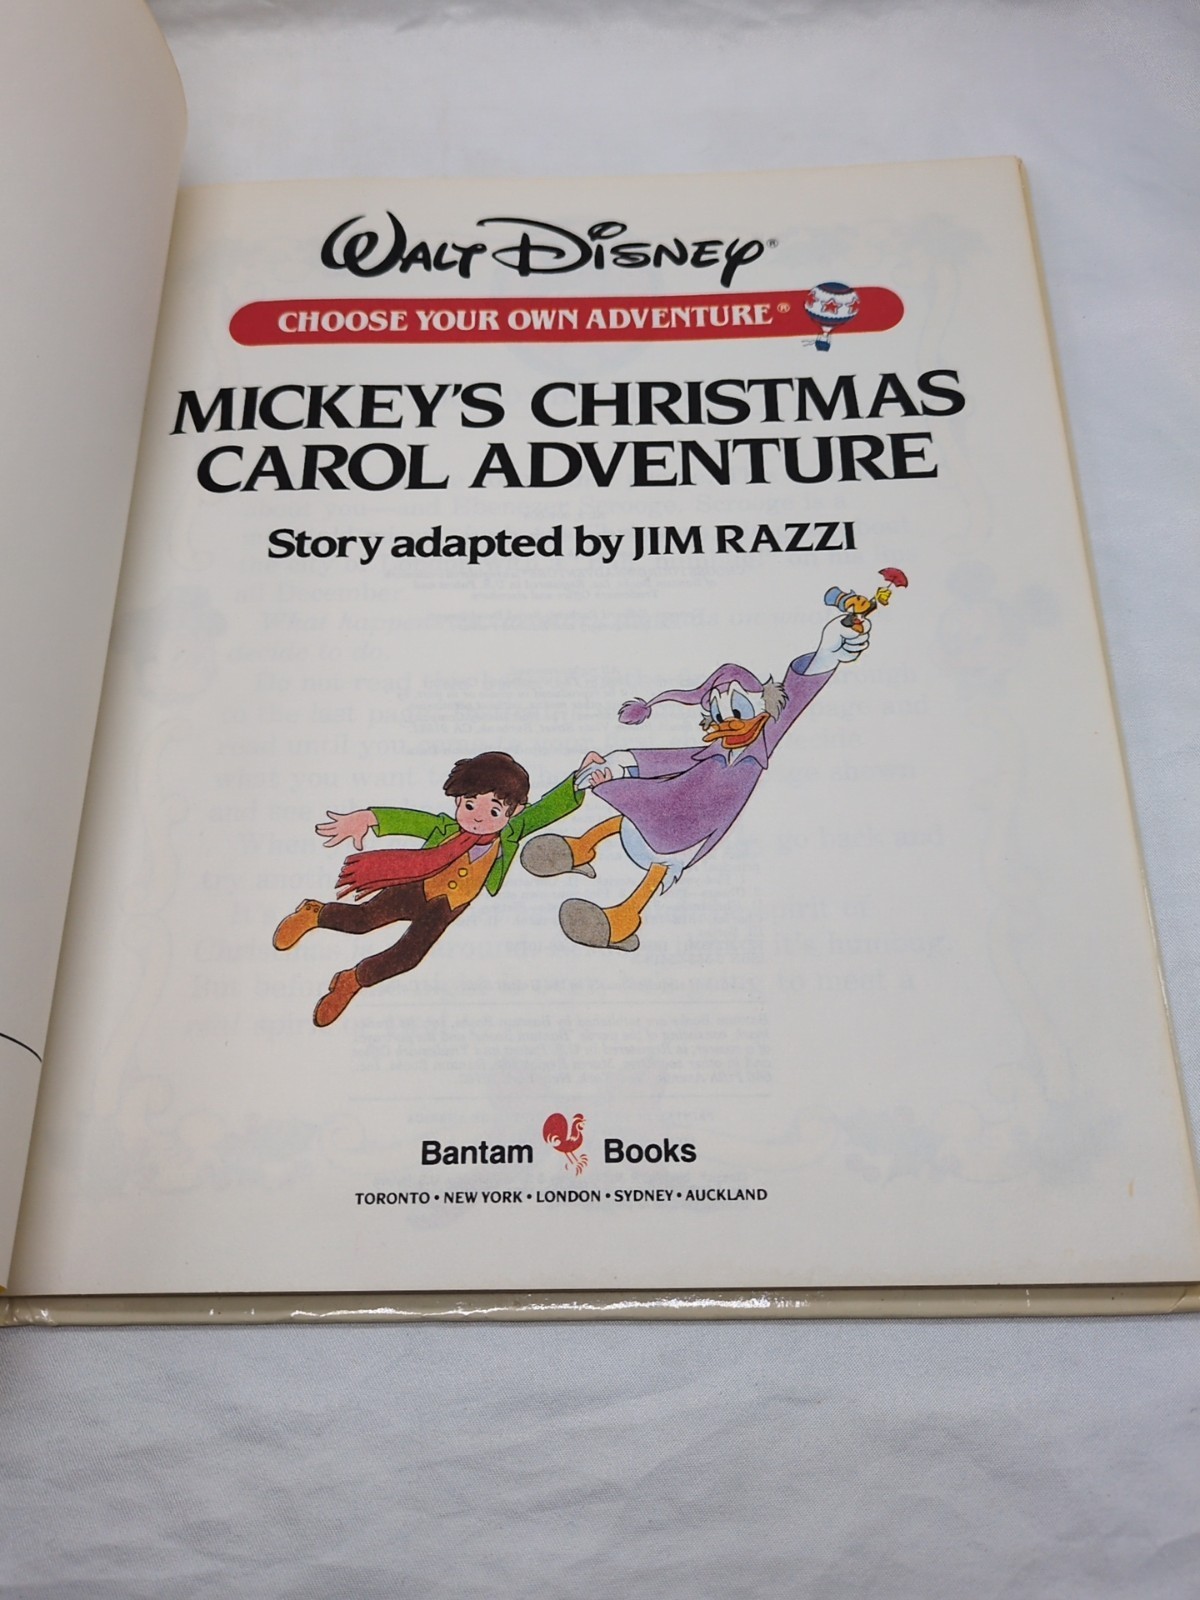 WALT DISNEY®
CHOOSE YOUR OWN ADVENTURE®
MICKEY'S CHRISTMAS
CAROL ADVENTURE
Story adapted by JIM RAZZI
Bantam Books
TORONTO • NEW YORK • LONDON • SYDNEY • AUCKLAND